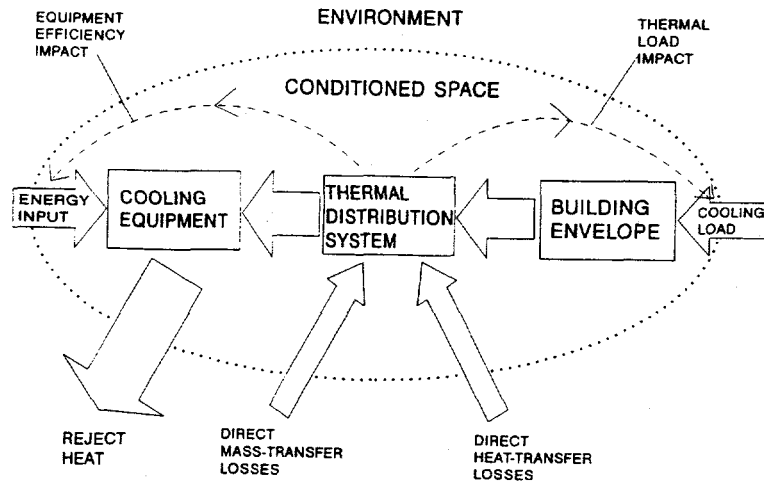 EQUIPMENT
EFFICIENCY
IMPACT
ENVIRONMENT
THERMAL
LOAD
IMPACT
CONDITIONED SPACE
ENERGY
INPUT
COOLING
EQUIPMENT
THERMAL
DISTRIBUTION
SYSTEM
BUILDING
ENVELOPE
COOLING
LOAD
REJECT
HEAT
DIRECT
MASS-TRANSFER
LOSSES
DIRECT
HEAT-TRANSFER
LOSSES